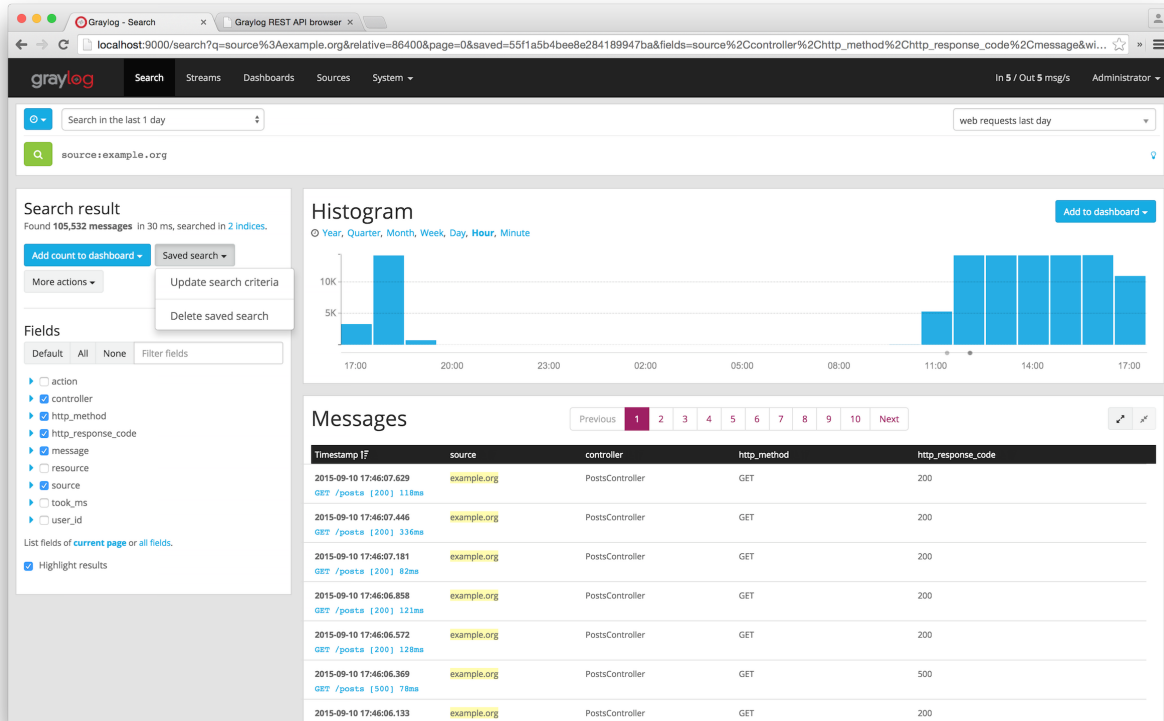 Graylog - Search × Graylog REST API browser ×
localhost:9000/search?q=source%3Aexample.org&relative=86400&page=0&saved=55f1a5b4bee8e284189947ba&fields=source%2Ccontroller%2Chttp_method%2Chttp_response_code%2Cmessage&wi... »
graylog Search Streams Dashboards Sources System In 5 / Out 5 msg/s Administrator
Search in the last 1 day web requests last day
source:example.org
Search result
Found 105,532 messages in 30 ms, searched in 2 indices.
Add count to dashboard Saved search
More actions
Update search criteria
Delete saved search
Fields
Default All None Filter fields
action
controller
http_method
http_response_code
message
resource
source
took_ms
user_id
List fields of current page or all fields.
Highlight results
Histogram
Add to dashboard
Year, Quarter, Month, Week, Day, Hour, Minute
10K
5K
17:00 20:00 23:00 02:00 05:00 08:00 11:00 14:00 17:00
Messages
Previous 1 2 3 4 5 6 7 8 9 10 Next
Timestamp source controller http_method http_response_code
2015-09-10 17:46:07.629 example.org PostsController GET 200
GET /posts [200] 118ms
2015-09-10 17:46:07.446 example.org PostsController GET 200
GET /posts [200] 336ms
2015-09-10 17:46:07.181 example.org PostsController GET 200
GET /posts [200] 82ms
2015-09-10 17:46:06.858 example.org PostsController GET 200
GET /posts [200] 121ms
2015-09-10 17:46:06.572 example.org PostsController GET 200
GET /posts [200] 128ms
2015-09-10 17:46:06.369 example.org PostsController GET 500
GET /posts [500] 78ms
2015-09-10 17:46:06.133 example.org PostsController GET 200